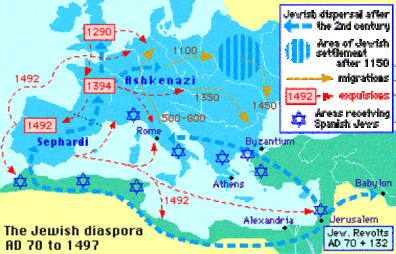 Jewish dispersal after
the 2nd century
Area of Jewish
settlement
after 1150
migrations
1492 expulsions
Areas receiving
Spanish Jews
1290
1100
Ashkenazi
1492
1394
1350
1450
500-600
1492
Rome
Sephardi
Byzantium
Athens
Babylon
1492
Jerusalem
Alexandria
The Jewish diaspora
AD 70 to 1497
Jew. Revolts
AD 70 + 132